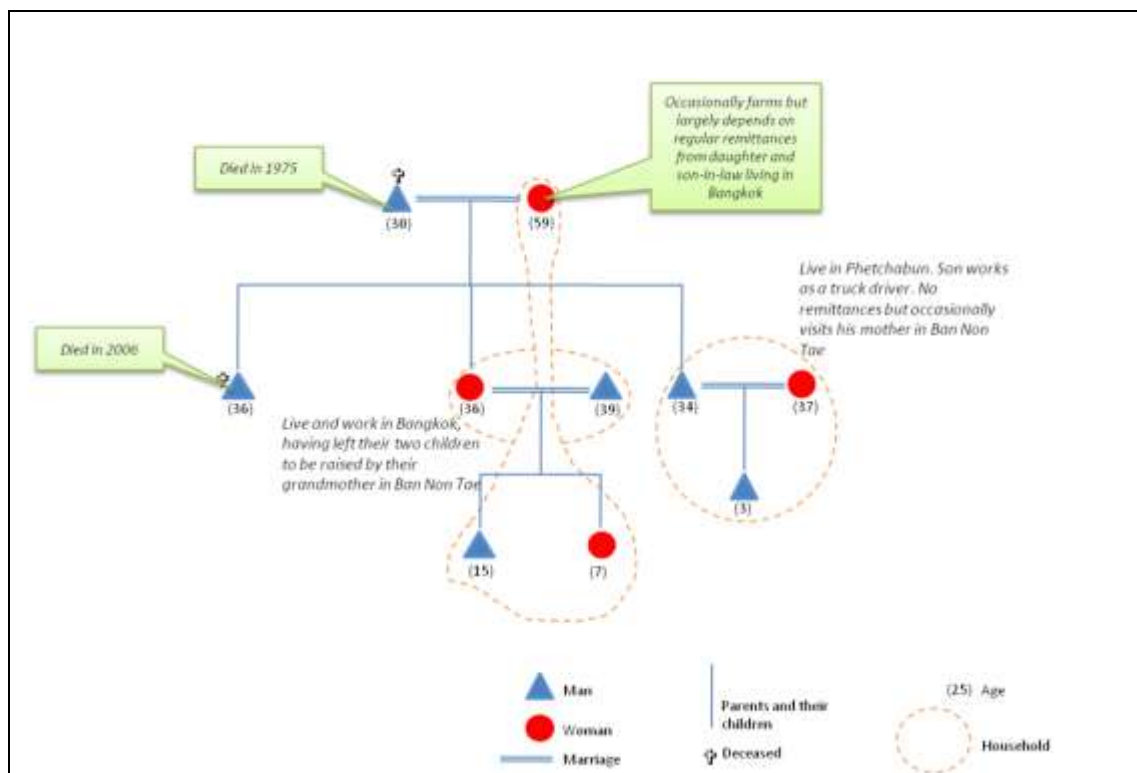 Occasionally farms but
largely depends on
regular remittances
from daughter and
son-in-law living in
Bangkok
Died in 1975
(30)
(59)
Live in Phetchabun. Son works
as a truck driver. No
remittances but occasionally
visits his mother in Ban Non
Tae
Died in 2006
(36)
(36)
(39)
(34)
(37)
Live and work in Bangkok,
having left their two children
to be raised by their
grandmother in Ban Non Tae
(3)
(15)
(7)
Man
Woman
Marriage
Parents and their
children
Deceased
(25) Age
Household